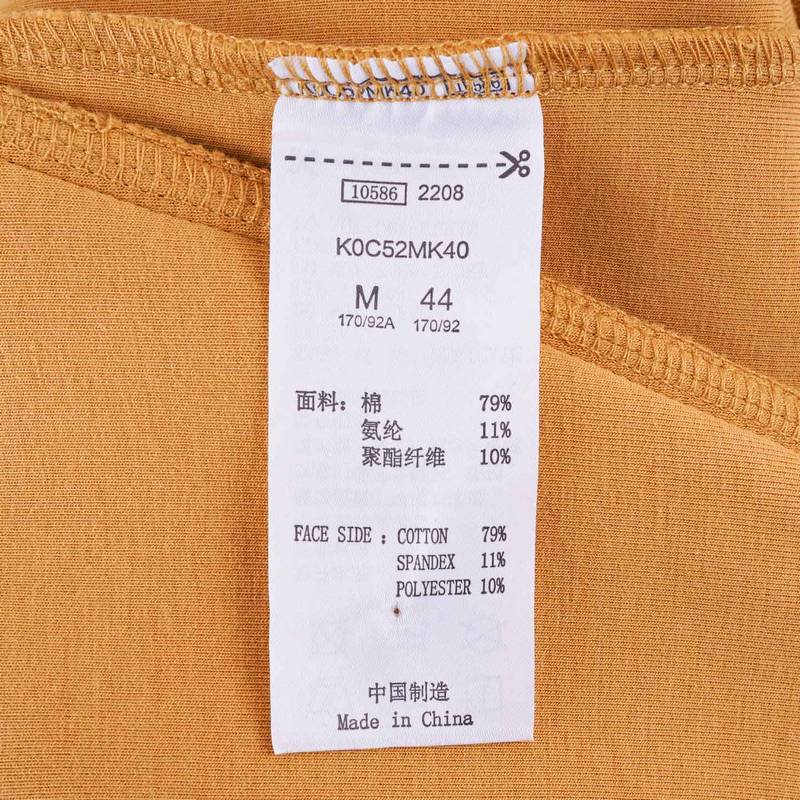 10586 2208
K0C52MK40
M 44
170/92A 170/92
面料：棉 79%
氨纶 11%
聚酯纤维 10%
FACE SIDE : COTTON 79%
SPANDEX 11%
POLYESTER 10%
中国制造
Made in China